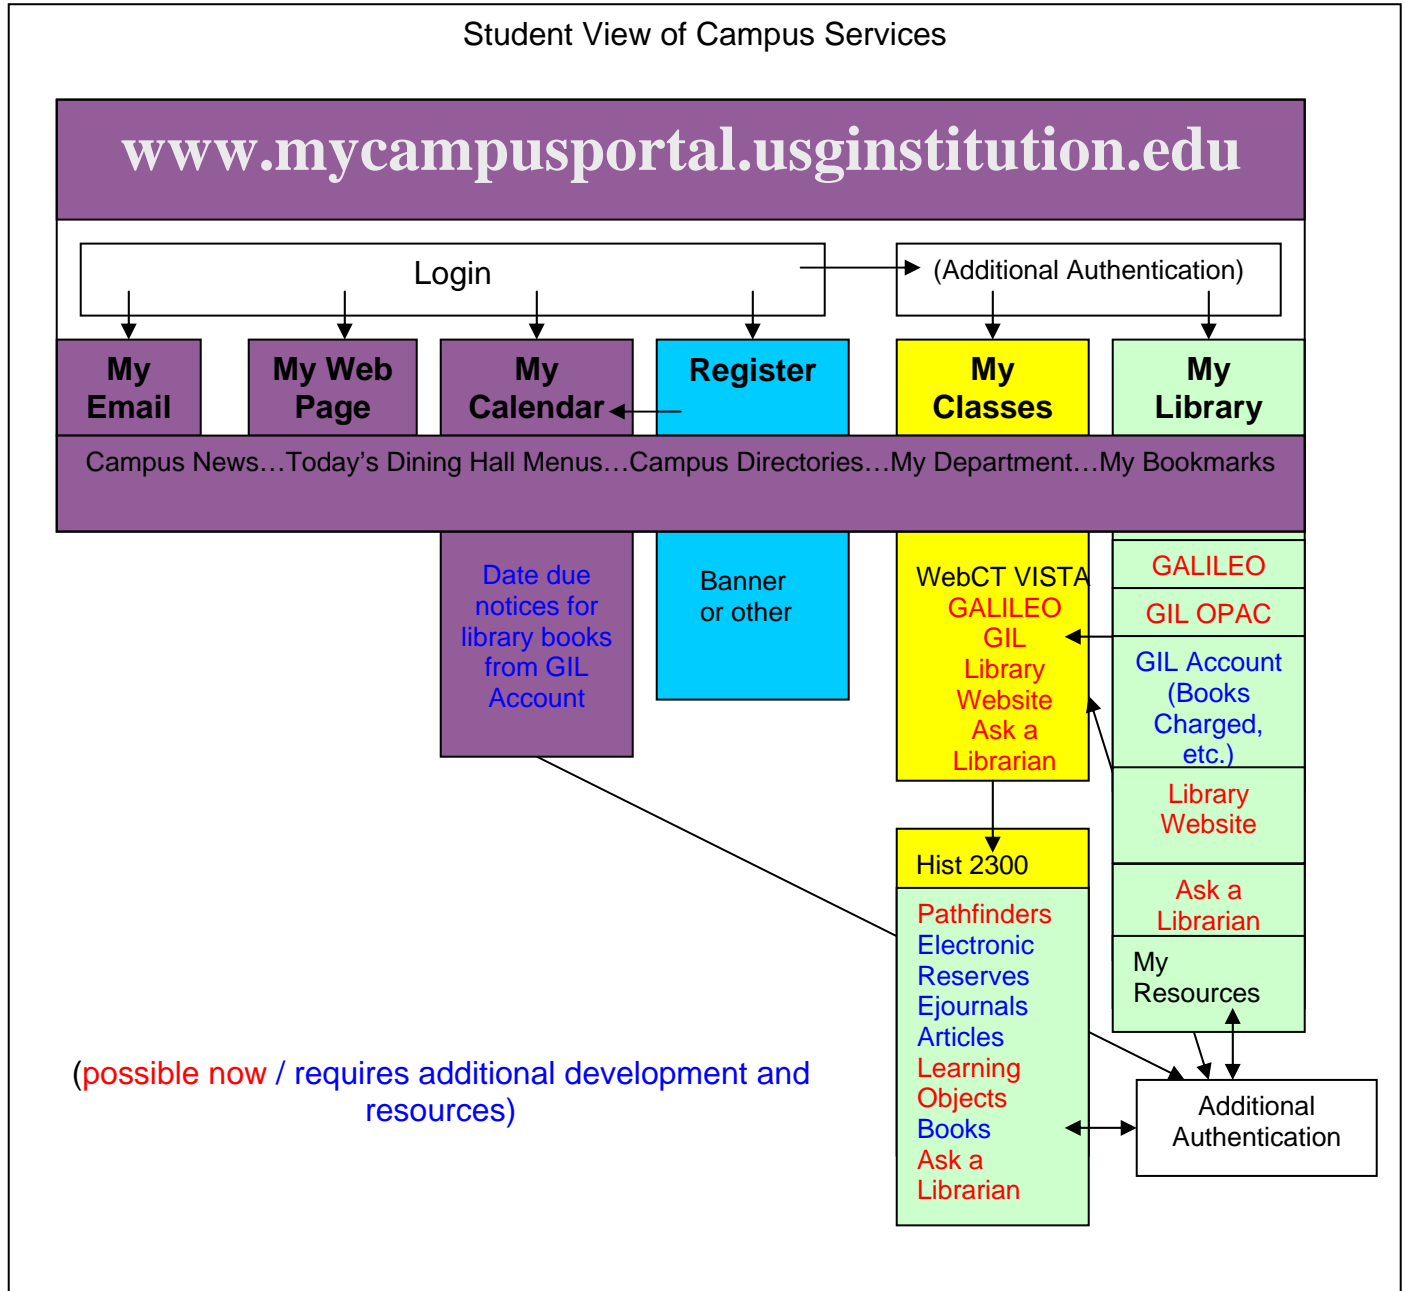 Student View of Campus Services
www.mycampusportal.usginstitution.edu
Login
(Additional Authentication)
My
Email
My Web
Page
My
Calendar
Register
My
Classes
My
Library
Campus News…Today’s Dining Hall Menus…Campus Directories…My Department…My Bookmarks
Date due
notices for
library books
from GIL
Account
Banner
or other
WebCT VISTA
GALILEO
GIL
Library
Website
Ask a
Librarian
GALILEO
GIL OPAC
GIL Account
(Books
Charged,
etc.)
Library
Website
Ask a
Librarian
My
Resources
Hist 2300
Pathfinders
Electronic
Reserves
Ejournals
Articles
Learning
Objects
Books
Ask a
Librarian
Additional
Authentication
(possible now / requires additional development and
resources)